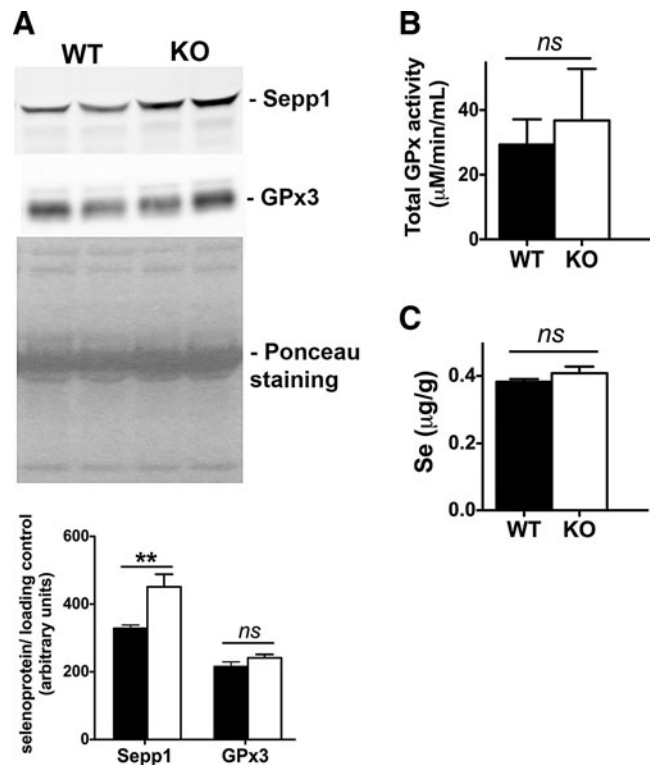 A
WT KO
- Sepp1
- GPx3
- Ponceau
staining
selenoprotein/ loading control
(arbitrary units)
600
400
200
0
**
ns
Sepp1 GPx3
B
Total GPx activity
(μM/min/mL)
40
20
0
ns
WT KO
C
Se (μg/g)
0.4
0.2
0.0
ns
WT KO